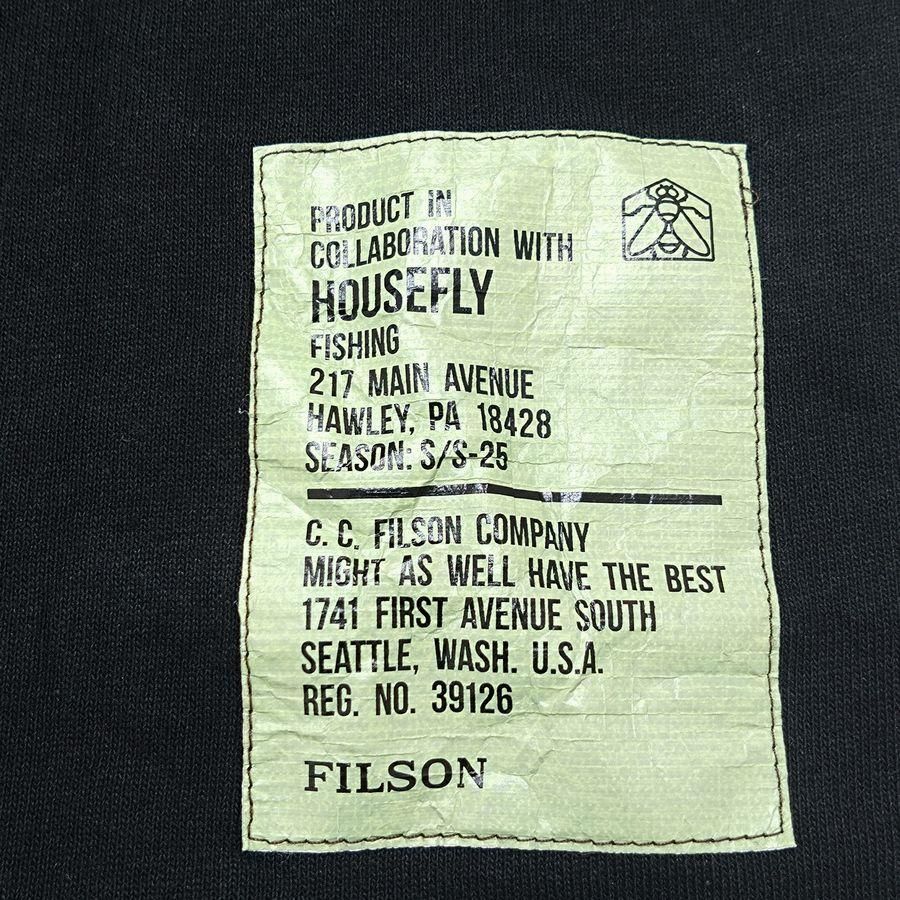 PRODUCT IN
COLLABORATION WITH
HOUSEFLY
FISHING
217 MAIN AVENUE
HAWLEY, PA 18428
SEASON: S/S-25
C. C. FILSON COMPANY
MIGHT AS WELL HAVE THE BEST
1741 FIRST AVENUE SOUTH
SEATTLE, WASH. U.S.A.
REG. NO. 39126
FILSON